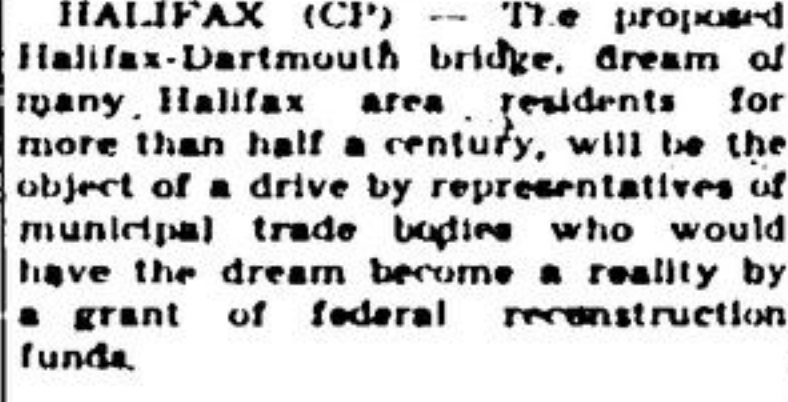 HALIFAX (CP) -- The proposed
Halifax-Dartmouth bridge, dream of
many Halifax area residents for
more than half a century, will be the
object of a drive by representatives of
municipal trade bodies who would
have the dream become a reality by
a grant of federal reconstruction
funds.